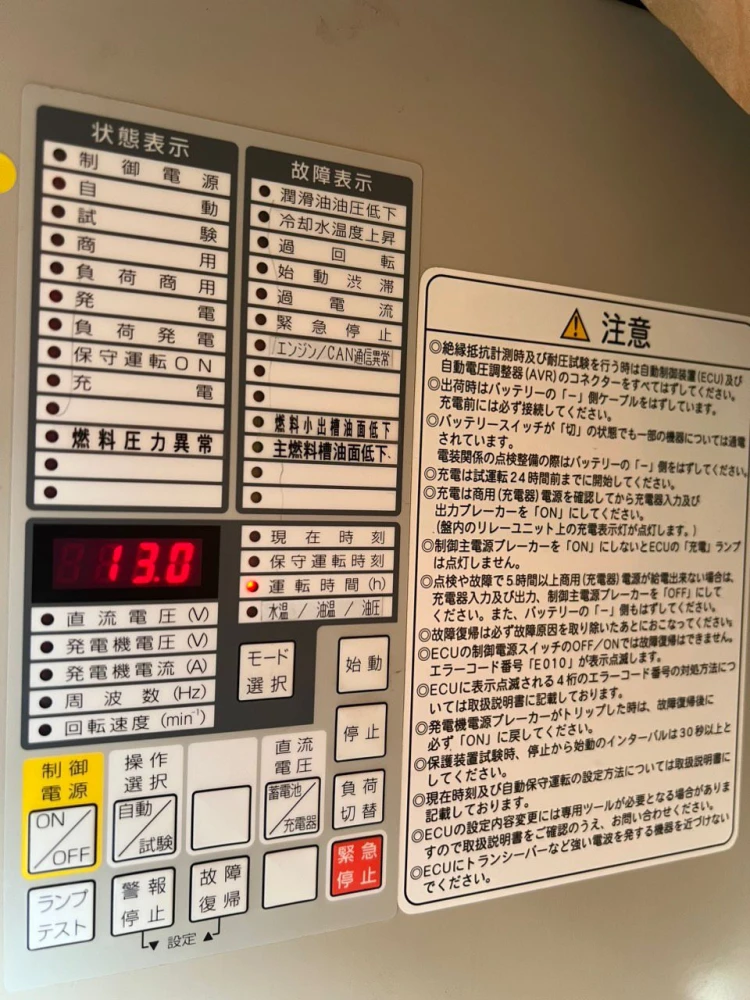 状態表示
制御電源
自動
試験
商用
負荷商用
発電
負荷発電
保守運転ON
充電
燃料圧力異常
故障表示
潤滑油油圧低下
冷却水温度上昇
過回転
始動渋滞
過電流
緊急停止
エンジン/CAN通信異常
燃料小出槽油面低下
主燃料槽油面低下
13.0
現在時刻
保守運転時刻
運転時間(h)
水温/油温/油圧
直流電圧(V)
発電機電圧(V)
発電機電流(A)
周波数(Hz)
回転速度(min⁻¹)
モード
選択
始動
停止
制御
電源
ON/OFF
操作
選択
自動/試験
直流
電圧
蓄電池/充電器
負荷
切替
ランプ
テスト
警報
停止
故障
復帰
緊急
停止
▼設定▲
注意
◎絶縁抵抗計測時及び耐圧試験を行う時は自動制御装置(ECU)及び
自動電圧調整器(AVR)のコネクターをすべてはずしてください。
◎出荷時はバッテリーの「−」側ケーブルをはずしています。
充電前には必ず接続してください。
◎バッテリースイッチが「切」の状態でも一部の機器については通電
されています。
電装関係の点検整備の際はバッテリーの「−」側をはずしてください。
◎充電は試運転24時間前までに開始してください。
◎充電は商用(充電器)電源を確認してから充電器入力及び
出力ブレーカーを「ON」にしてください。
(盤内のリレーユニット上の充電表示灯が点灯します。)
◎制御主電源ブレーカーを「ON」にしないとECUの「充電」ランプ
は点灯しません。
◎点検や故障で5時間以上商用(充電器)電源が給電出来ない場合は、
充電器入力及び出力、制御主電源ブレーカーを「OFF」にして
ください。また、バッテリーの「−」側もはずしてください。
◎故障復帰は必ず故障原因を取り除いたあとにおこなってください。
◎ECUの制御電源スイッチのOFF/ONでは故障復帰はできません。
エラーコード番号「E010」が表示点滅します。
◎ECUに表示点滅される4桁のエラーコード番号の対処方法につ
いては取扱説明書に記載しております。
◎発電機電源ブレーカーがトリップした時は、故障復帰後に
必ず「ON」に戻してください。
◎保護装置試験時、停止から始動のインターバルは30秒以上と
してください。
◎現在時刻及び自動保守運転の設定方法については取扱説明書に
記載しております。
◎ECUの設定内容変更には専用ツールが必要となる場合がありま
すので取扱説明書をご確認のうえ、お問い合わせください。
◎ECUにトランシーバーなど強い電波を発する機器を近づけない
でください。